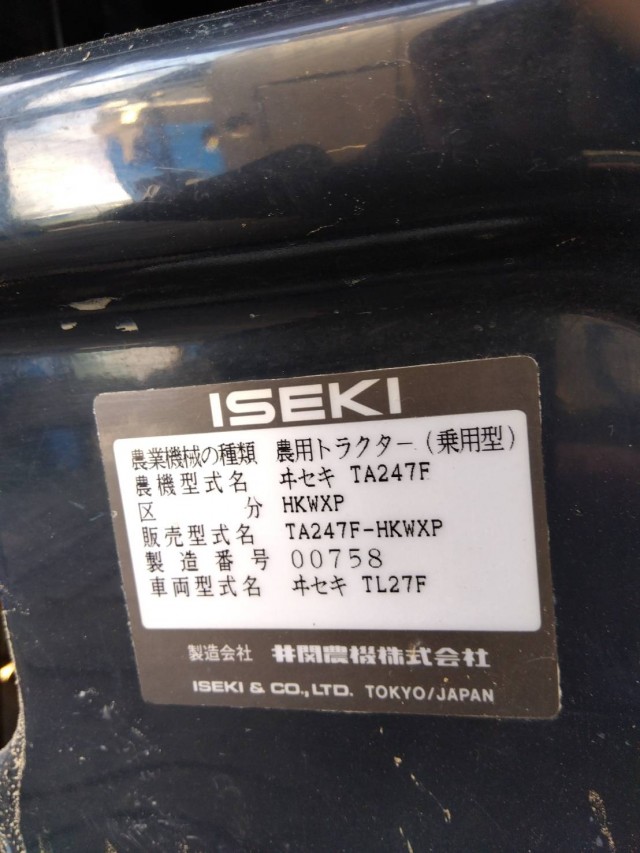 ISEKI
農業機械の種類 農用トラクター(乗用型)
農機型式名 ヰセキ TA247F
区分 HKWXP
販売型式名 TA247F-HKWXP
製造番号 00758
車両型式名 ヰセキ TL27F
製造会社 井関農機株式会社
ISEKI & CO., LTD. TOKYO/JAPAN